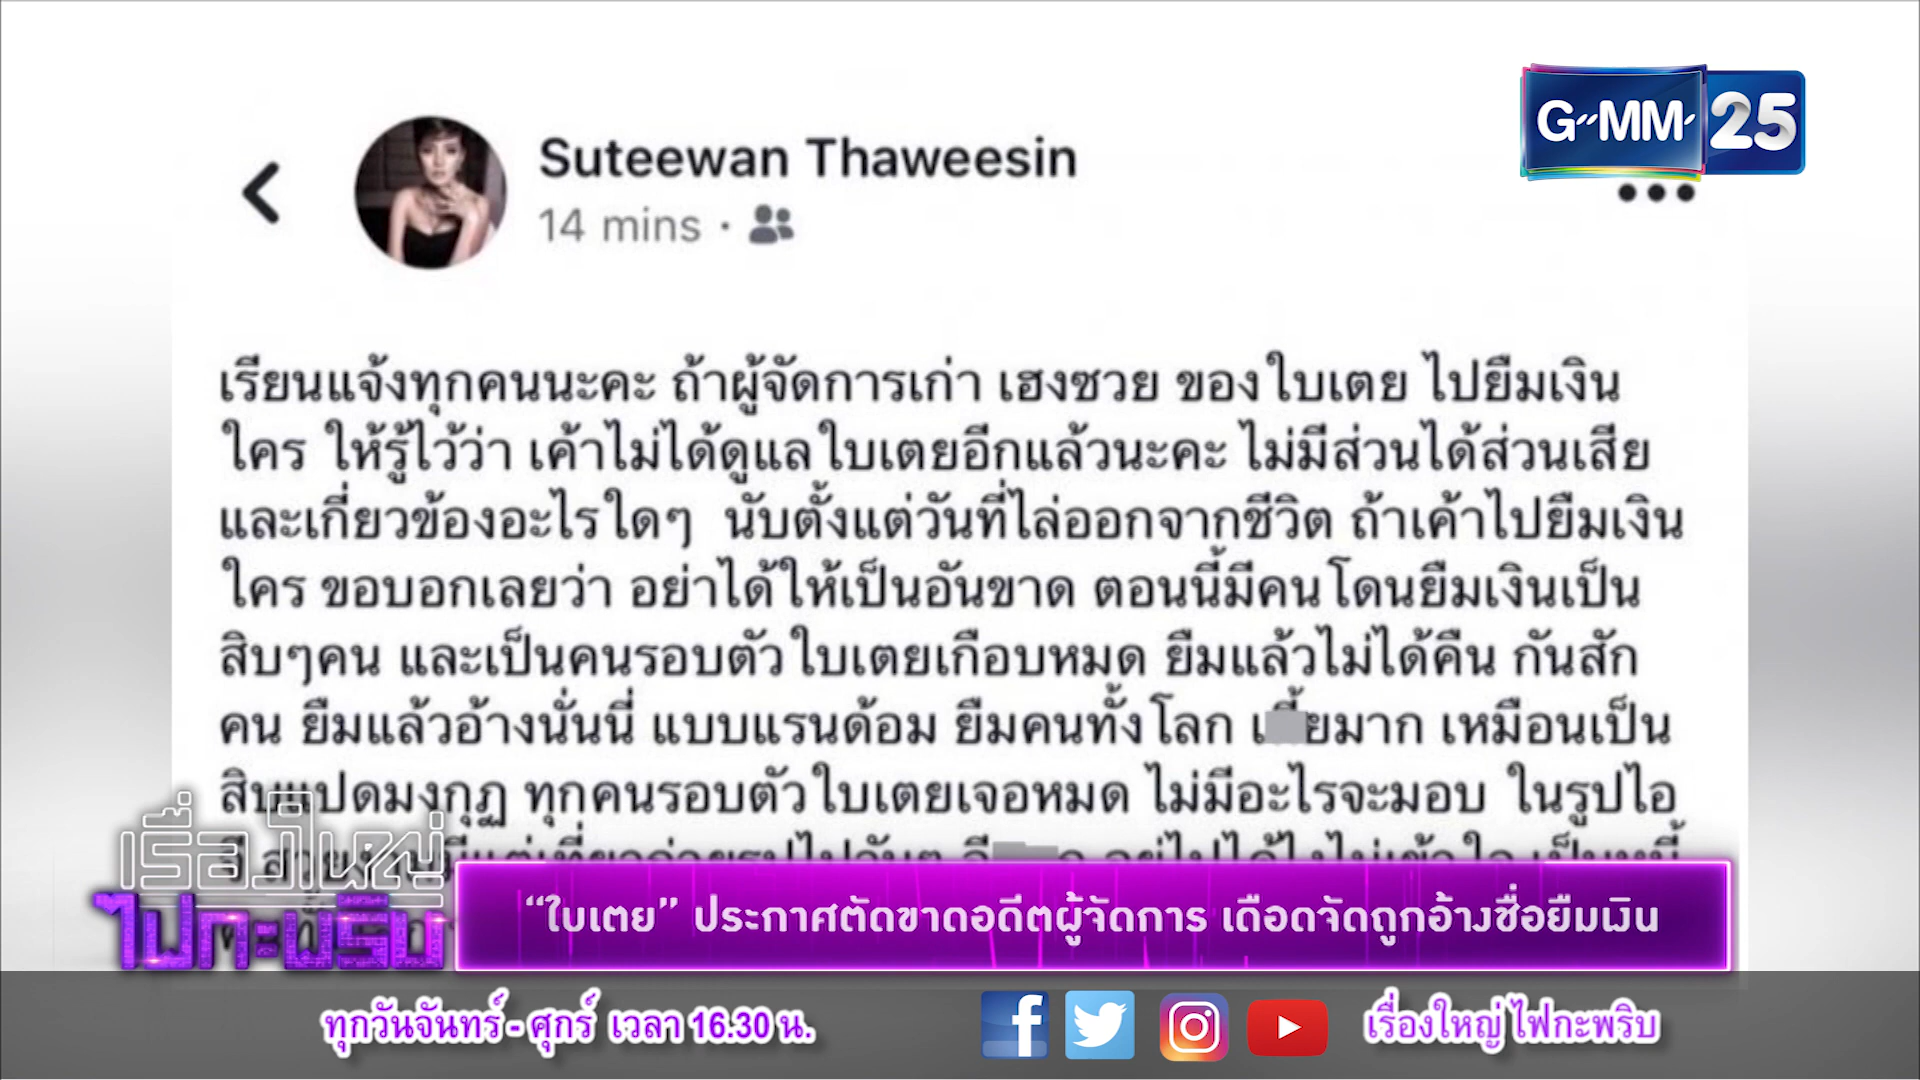 G"MM' 25
Suteewan Thaweesin
14 mins ·
เรียนแจ้งทุกคนนะคะ ถ้าผู้จัดการเก่า เฮงซวย ของใบเตย ไปยืมเงิน
ใคร ให้รู้ไว้ว่า เค้าไม่ได้ดูแลใบเตยอีกแล้วนะคะ ไม่มีส่วนได้ส่วนเสีย
และเกี่ยวข้องอะไรใดๆ นับตั้งแต่วันที่ไล่ออกจากชีวิต ถ้าเค้าไปยืมเงิน
ใคร ขอบอกเลยว่า อย่าได้ให้เป็นอันขาด ตอนนี้มีคนโดนยืมเงินเป็น
สิบๆคน และเป็นคนรอบตัวใบเตยเกือบหมด ยืมแล้วไม่ได้คืน กันสัก
คน ยืมแล้วอ้างนั่นนี่ แบบแรนด้อม ยืมคนทั้งโลก เ ี้ยมาก เหมือนเป็น
สิบแปดมงกุฏ ทุกคนรอบตัวใบเตยเจอหมด ไม่มีอะไรจะมอบ ในรูปไอ
เรื่องใหญ่
ไฟกะพริบ
“ใบเตย” ประกาศตัดขาดอดีตผู้จัดการ เดือดจัดถูกอ้างชื่อยืมเงิน
ทุกวันจันทร์ - ศุกร์ เวลา 16.30 น.
เรื่องใหญ่ ไฟกะพริบ